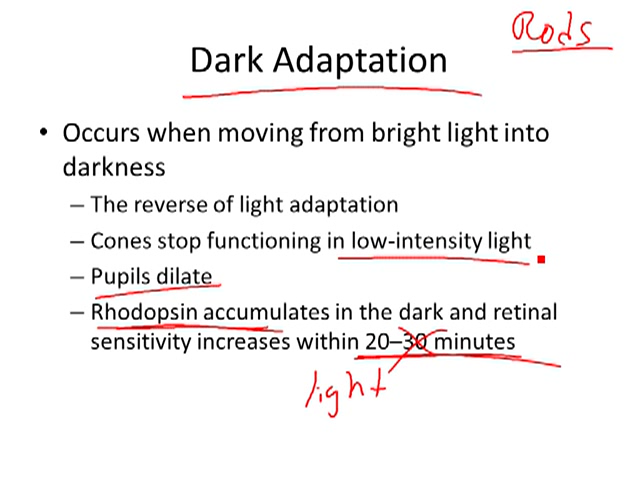 Rods
Dark Adaptation
• Occurs when moving from bright light into
darkness
– The reverse of light adaptation
– Cones stop functioning in low-intensity light
– Pupils dilate
– Rhodopsin accumulates in the dark and retinal
sensitivity increases within 20–30 minutes
light